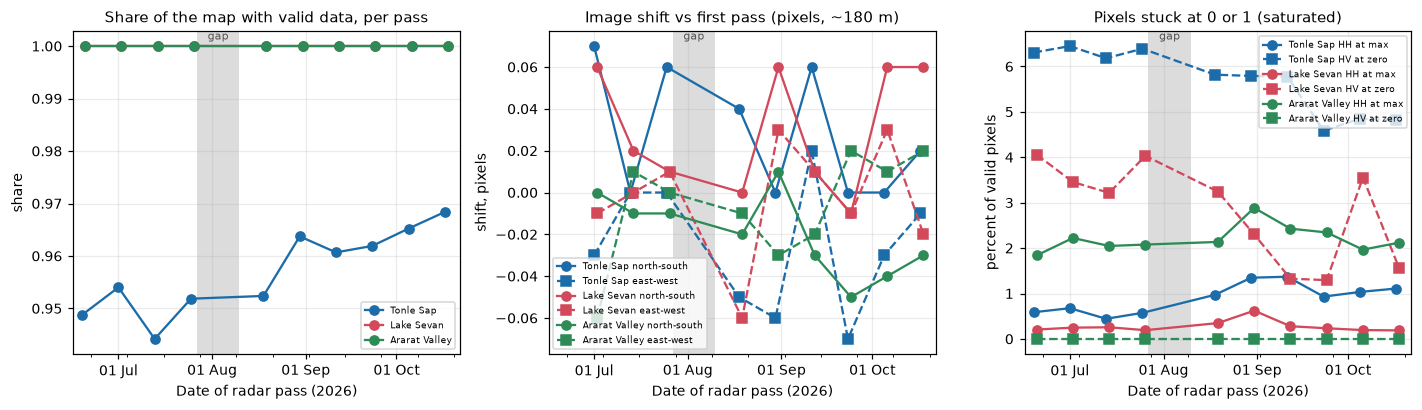 Share of the map with valid data, per pass
gap
1.00
0.99
0.98
0.97
0.96
0.95
share
Tonle Sap
Lake Sevan
Ararat Valley
01 Jul
01 Aug
01 Oct
Date of radar pass (2026)
Image shift vs first pass (pixels, ~180 m)
gap
0.06
0.04
0.02
0.00
−0.02
−0.04
−0.06
shift, pixels
Tonle Sap north-south
Tonle Sap east-west
Lake Sevan north-south
Lake Sevan east-west
Ararat Valley north-south
Ararat Valley east-west
01 Jul
01 Aug
01 Sep
01 Oct
Date of radar pass (2026)
Pixels stuck at 0 or 1 (saturated)
gap
6
5
4
3
2
1
0
percent of valid pixels
Tonle Sap HH at max
Tonle Sap HV at zero
Lake Sevan HH at max
Lake Sevan HV at zero
Ararat Valley HH at max
Ararat Valley HV at zero
01 Jul
01 Aug
01 Sep
01 Oct
Date of radar pass (2026)